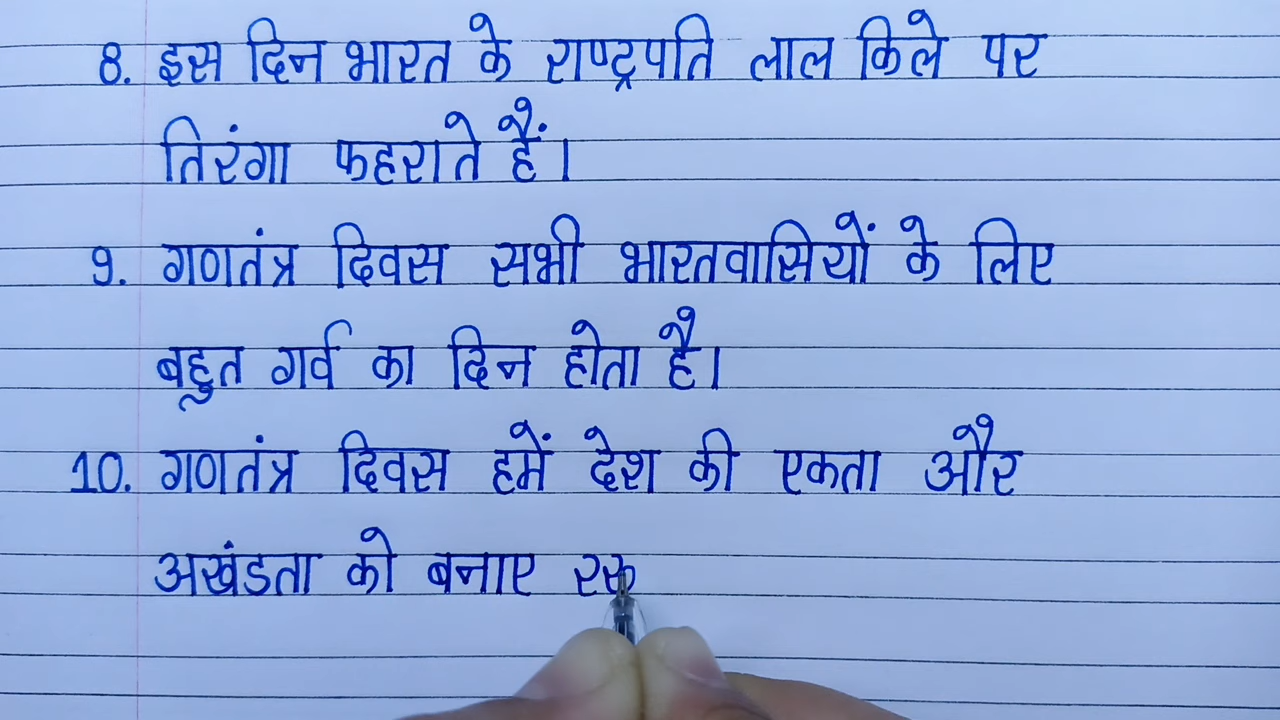 8. इस दिन भारत के राष्ट्रपति लाल किले पर
तिरंगा फहराते हैं।
9. गणतंत्र दिवस सभी भारतवासियों के लिए
बहुत गर्व का दिन होता है।
10. गणतंत्र दिवस हमें देश की एकता और
अखंडता को बनाए